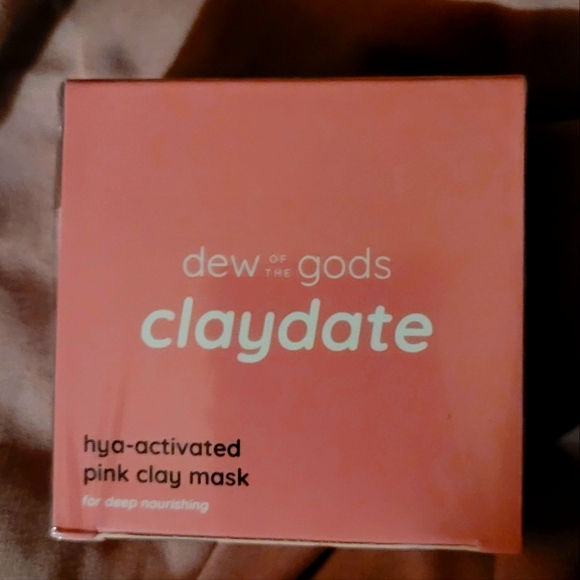 dew OF THE gods
claydate
hya-activated
pink clay mask
for deep nourishing